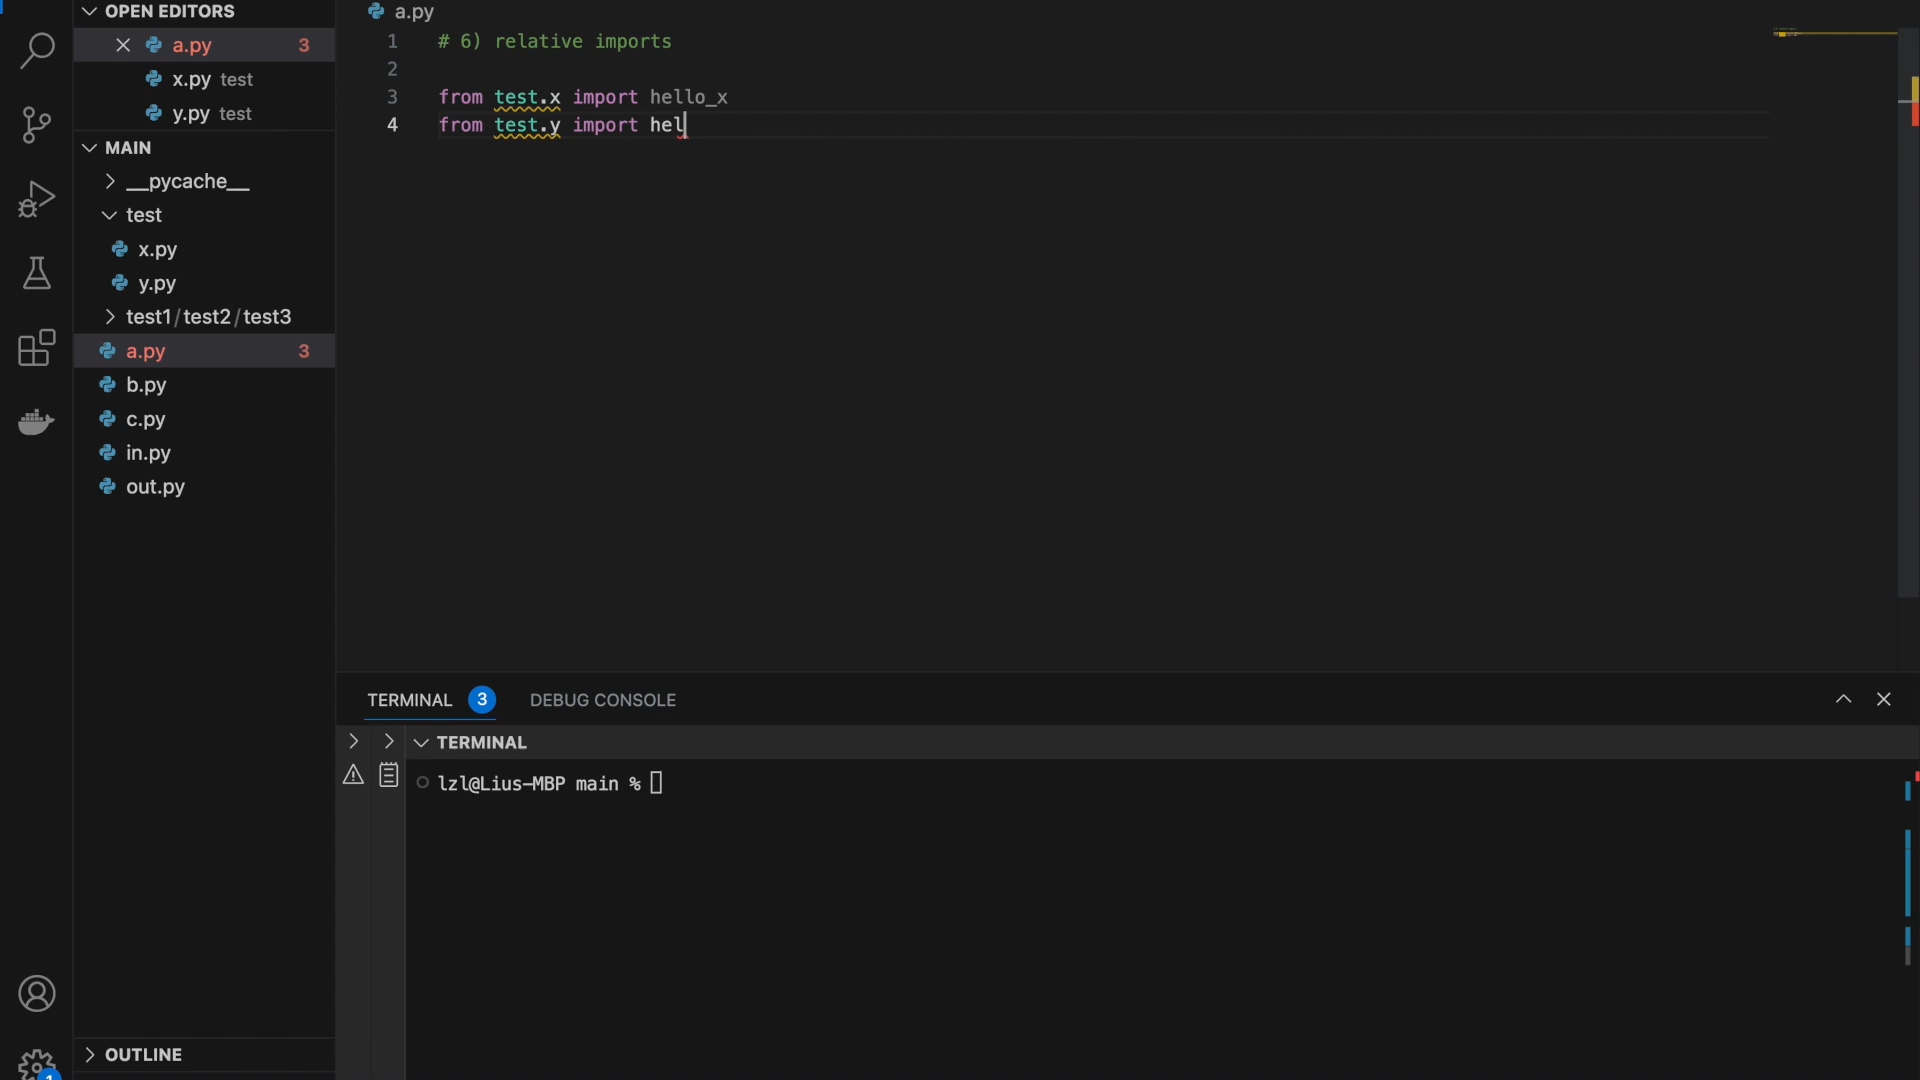 OPEN EDITORS
a.py 3
x.py test
y.py test
MAIN
__pycache__
test
x.py
y.py
test1/test2/test3
a.py 3
b.py
c.py
in.py
out.py
OUTLINE
1
a.py
1 # 6) relative imports
2
3 from test.x import hello_x
4 from test.y import hel
TERMINAL 3 DEBUG CONSOLE
TERMINAL
lzl@Lius-MBP main %